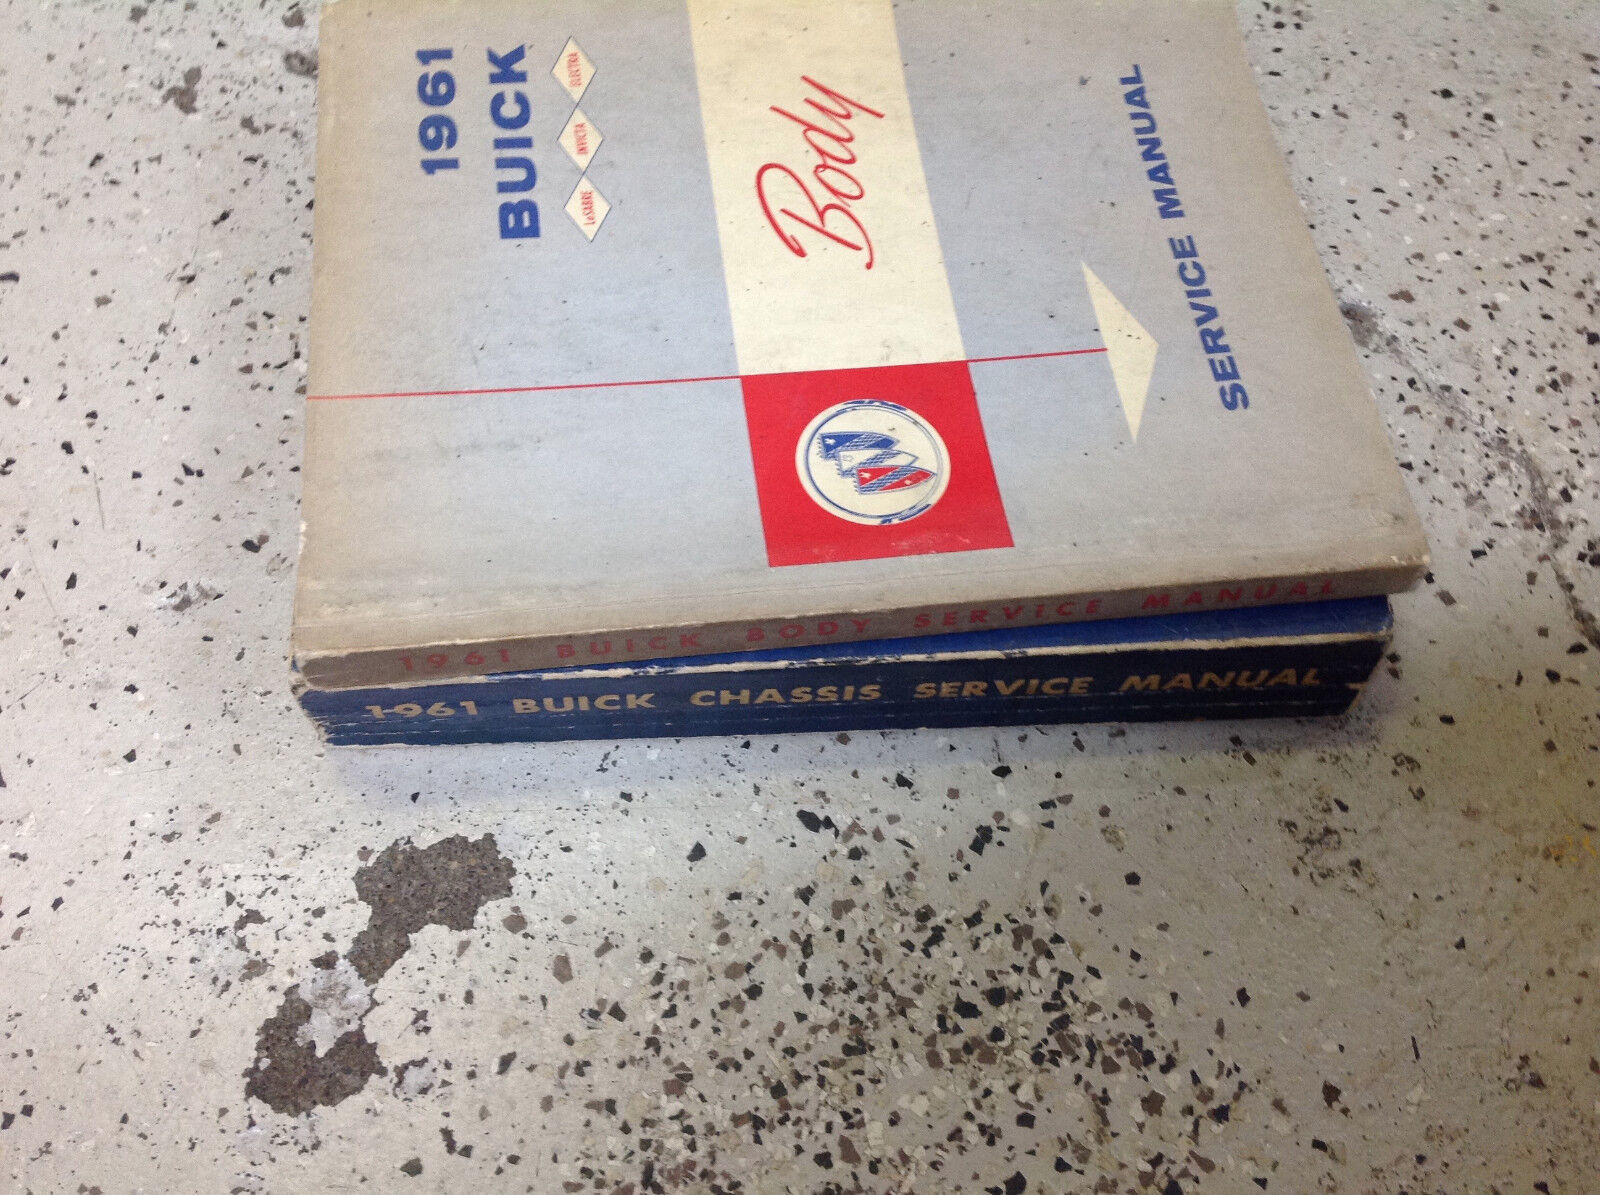 1961
BUICK
LeSABRE INVICTA ELECTRA
Body
SERVICE MANUAL
1961 BUICK BODY SERVICE MANUAL
1961 BUICK CHASSIS SERVICE MANUAL